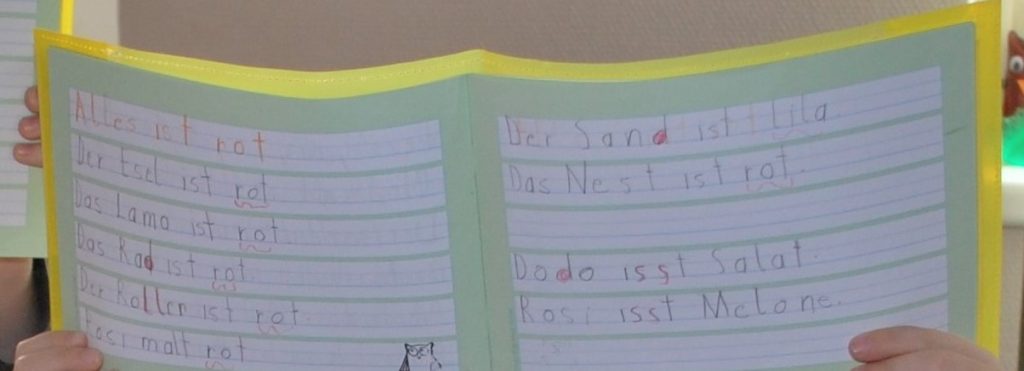 Alles ist rot
Der Esel ist rot
Das Lama ist rot.
Das Rad ist rot.
Der Roller ist rot.
Rosi malt rot
Der Sand ist lila
Das Nest ist rot.
Dodo isst Salat.
Rosi isst Melone.